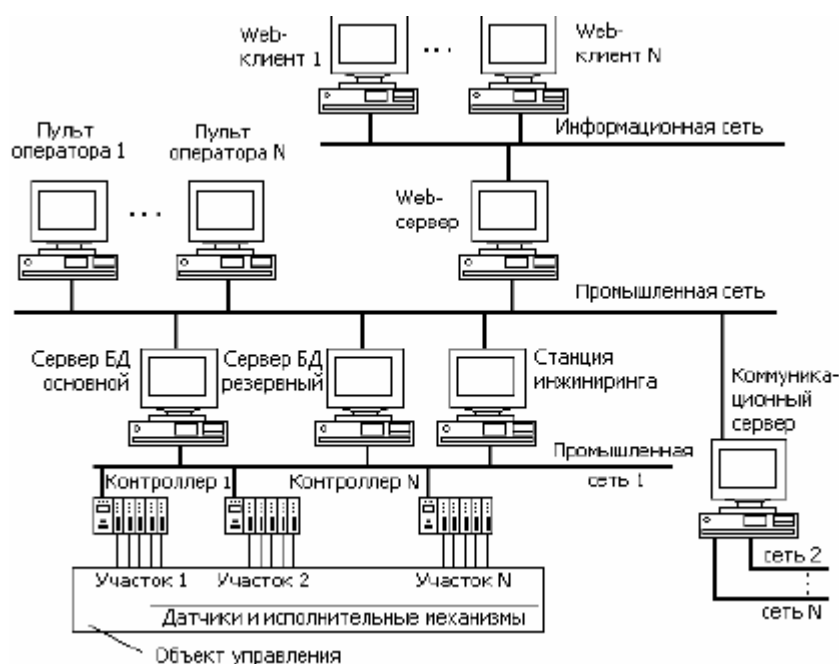 Web-
клиент 1
...
Web-
клиент N
Информационная сеть
Пульт
оператора 1
...
Пульт
оператора N
Web-
сервер
Промышленная сеть
Сервер БД
основной
Сервер БД
резервный
Станция
инжиниринга
Коммуника-
ционный
сервер
Промышленная
сеть 1
Контроллер 1
Контроллер N
Участок 1
Участок 2
Участок N
сеть 2
сеть N
Датчики и исполнительные механизмы
Объект управления